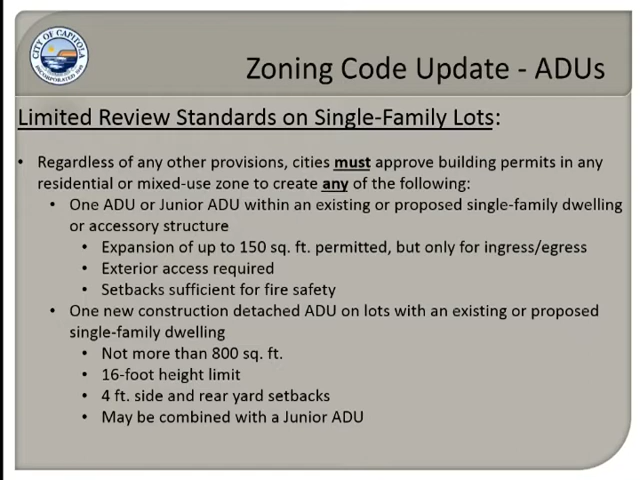 CITY OF CAPITOLA
INCORPORATED 1949
Zoning Code Update - ADUs
Limited Review Standards on Single-Family Lots:
• Regardless of any other provisions, cities must approve building permits in any
residential or mixed-use zone to create any of the following:
• One ADU or Junior ADU within an existing or proposed single-family dwelling
or accessory structure
• Expansion of up to 150 sq. ft. permitted, but only for ingress/egress
• Exterior access required
• Setbacks sufficient for fire safety
• One new construction detached ADU on lots with an existing or proposed
single-family dwelling
• Not more than 800 sq. ft.
• 16-foot height limit
• 4 ft. side and rear yard setbacks
• May be combined with a Junior ADU